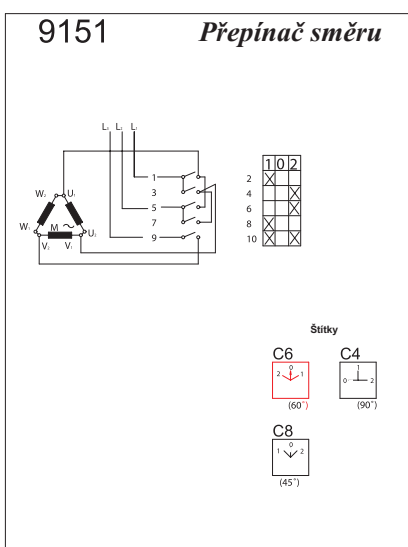 9151 Přepínač směru
L₁ L₂ L₃
1 0 2
1 2 X
3 4 X
W₂ U₁
5 6 X
7 8 X
W₁ M ~ U₂
9 10 X X
V₂ V₁
Štítky
C6 C4
2 0 1
0 1 2
(60°) (90°)
C8
1 0 2
(45°)